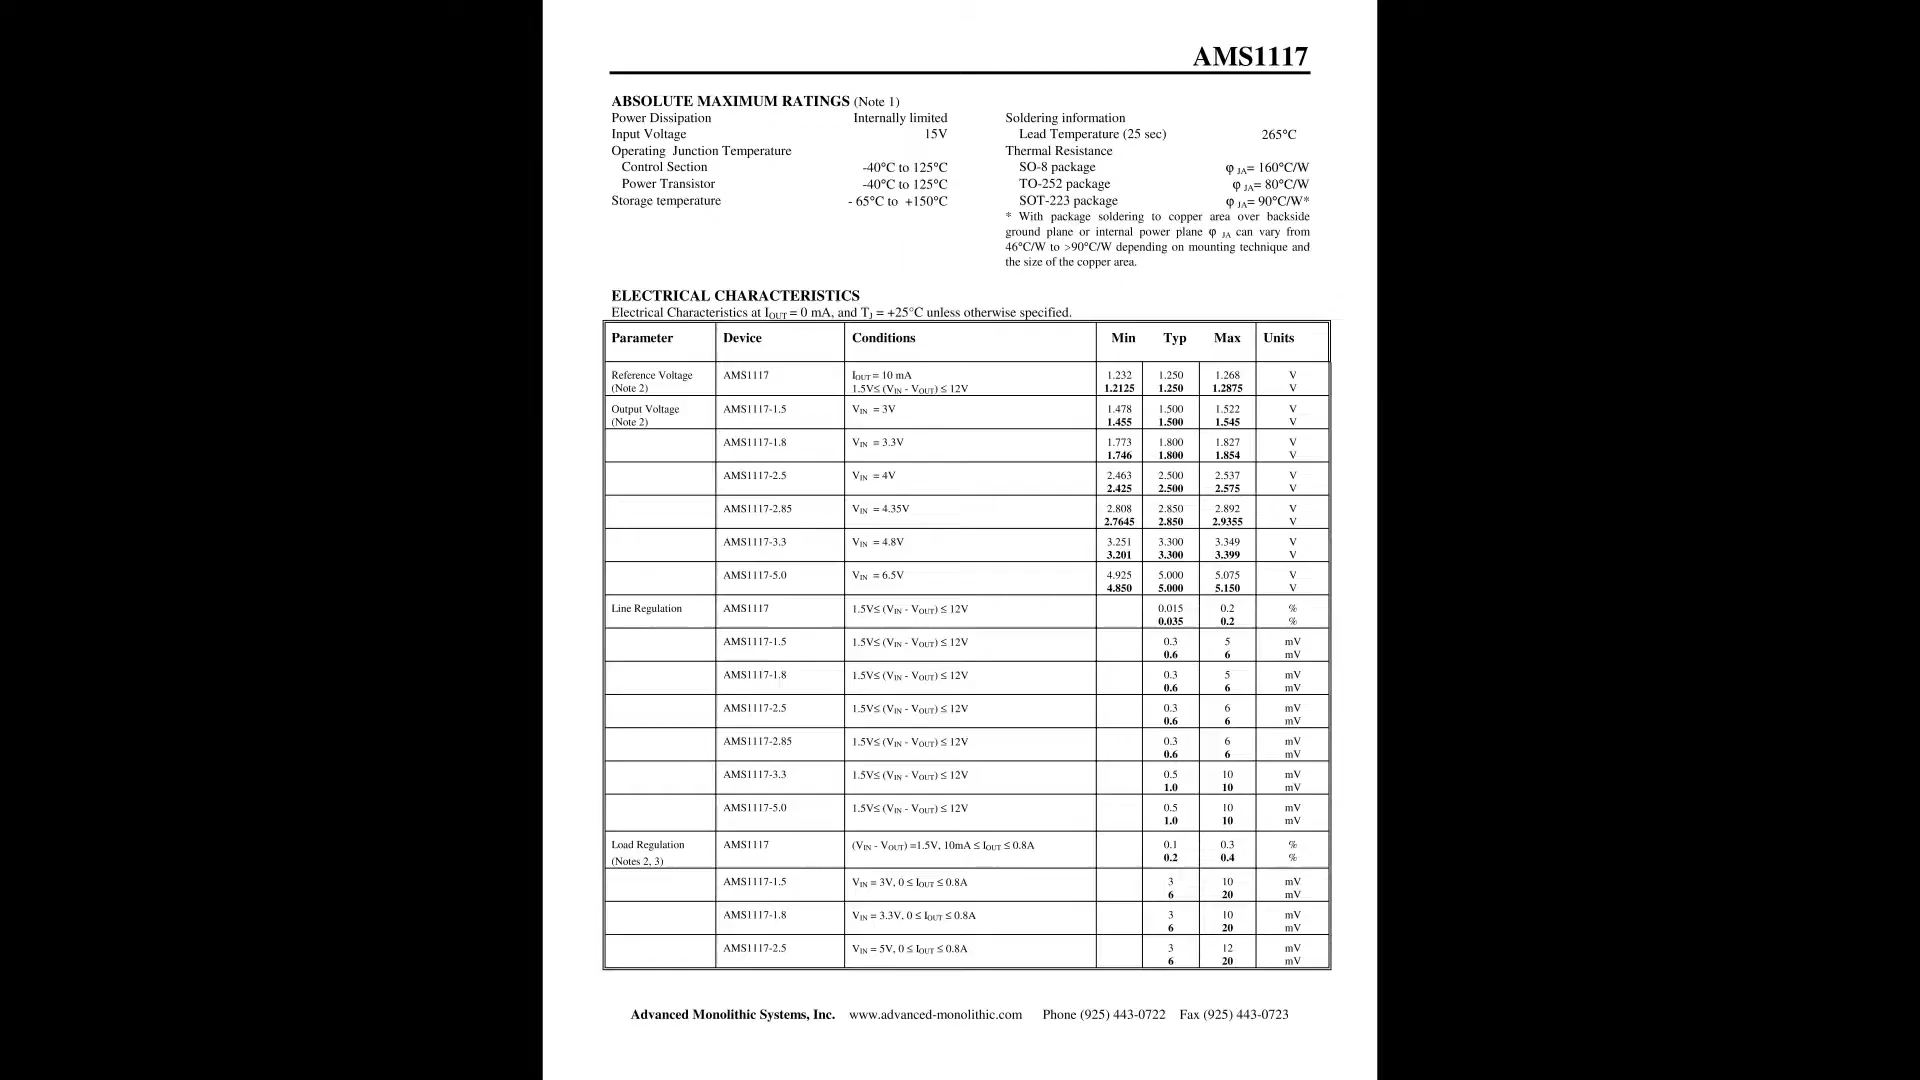 AMS1117
ABSOLUTE MAXIMUM RATINGS (Note 1)
Power Dissipation Internally limited
Input Voltage 15V
Operating Junction Temperature
Control Section -40°C to 125°C
Power Transistor -40°C to 125°C
Storage temperature - 65°C to +150°C
Soldering information
Lead Temperature (25 sec) 265°C
Thermal Resistance
SO-8 package φ JA= 160°C/W
TO-252 package φ JA= 80°C/W
SOT-223 package φ JA= 90°C/W*
* With package soldering to copper area over backside
ground plane or internal power plane φ JA can vary from
46°C/W to >90°C/W depending on mounting technique and
the size of the copper area.
ELECTRICAL CHARACTERISTICS
Electrical Characteristics at IOUT = 0 mA, and TJ = +25°C unless otherwise specified.
Parameter Device Conditions Min Typ Max Units
Reference Voltage AMS1117 IOUT = 10 mA 1.232 1.250 1.268 V
(Note 2) 1.5V≤ (VIN - VOUT) ≤ 12V 1.2125 1.250 1.2875 V
Output Voltage AMS1117-1.5 VIN = 3V 1.478 1.500 1.522 V
(Note 2) 1.455 1.500 1.545 V
AMS1117-1.8 VIN = 3.3V 1.773 1.800 1.827 V
1.746 1.800 1.854 V
AMS1117-2.5 VIN = 4V 2.463 2.500 2.537 V
2.425 2.500 2.575 V
AMS1117-2.85 VIN = 4.35V 2.808 2.850 2.892 V
2.7645 2.850 2.9355 V
AMS1117-3.3 VIN = 4.8V 3.251 3.300 3.349 V
3.201 3.300 3.399 V
AMS1117-5.0 VIN = 6.5V 4.925 5.000 5.075 V
4.850 5.000 5.150 V
Line Regulation AMS1117 1.5V≤ (VIN - VOUT) ≤ 12V 0.015 0.2 %
0.035 0.2 %
AMS1117-1.5 1.5V≤ (VIN - VOUT) ≤ 12V 0.3 5 mV
0.6 6 mV
AMS1117-1.8 1.5V≤ (VIN - VOUT) ≤ 12V 0.3 5 mV
0.6 6 mV
AMS1117-2.5 1.5V≤ (VIN - VOUT) ≤ 12V 0.3 6 mV
0.6 6 mV
AMS1117-2.85 1.5V≤ (VIN - VOUT) ≤ 12V 0.3 6 mV
0.6 6 mV
AMS1117-3.3 1.5V≤ (VIN - VOUT) ≤ 12V 0.5 10 mV
1.0 10 mV
AMS1117-5.0 1.5V≤ (VIN - VOUT) ≤ 12V 0.5 10 mV
1.0 10 mV
Load Regulation AMS1117 (VIN - VOUT) =1.5V, 10mA ≤ IOUT ≤ 0.8A 0.1 0.3 %
(Notes 2, 3) 0.2 0.4 %
AMS1117-1.5 VIN = 3V, 0 ≤ IOUT ≤ 0.8A 3 10 mV
6 20 mV
AMS1117-1.8 VIN = 3.3V, 0 ≤ IOUT ≤ 0.8A 3 10 mV
6 20 mV
AMS1117-2.5 VIN = 5V, 0 ≤ IOUT ≤ 0.8A 3 12 mV
6 20 mV
Advanced Monolithic Systems, Inc. www.advanced-monolithic.com Phone (925) 443-0722 Fax (925) 443-0723